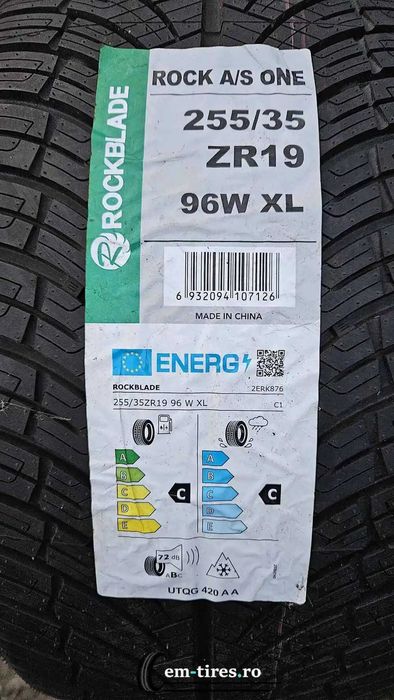 ROCKBLADE
ROCK A/S ONE
255/35
ZR19
96W XL
6 932094 107126
MADE IN CHINA
ENERG
ROCKBLADE 2ERK876
255/35ZR19 96 W XL C1
A A
B B
C C C C
D D
E E
72 dB
ABC
UTQG 420 A A
em-tires.ro